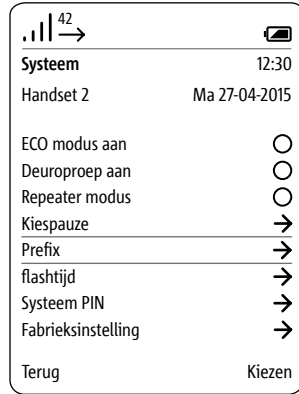 42
Systeem 12:30
Handset 2 Ma 27-04-2015
ECO modus aan
Deuroproep aan
Repeater modus
Kiespauze
Prefix
flashtijd
Systeem PIN
Fabrieksinstelling
Terug Kiezen